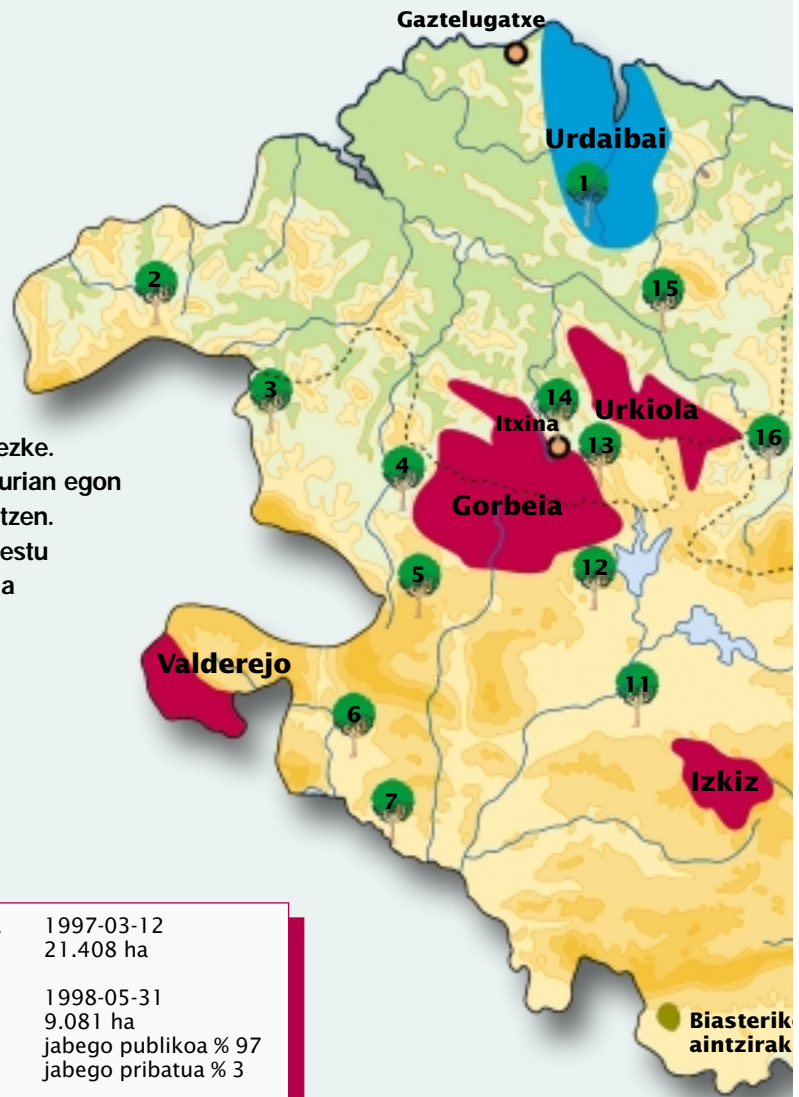 Gaztelugatxe
Urdaibai
1
2
15
3
14
Urkiola
Itxina
13
16
4
Gorbeia
12
5
Valderejo
11
6
Izkiz
7
ezke.
urian egon
tzen.
estu
a
1997-03-12
21.408 ha
1998-05-31
9.081 ha
jabego publikoa % 97
jabego pribatua % 3
Biasteriko
aintzirak